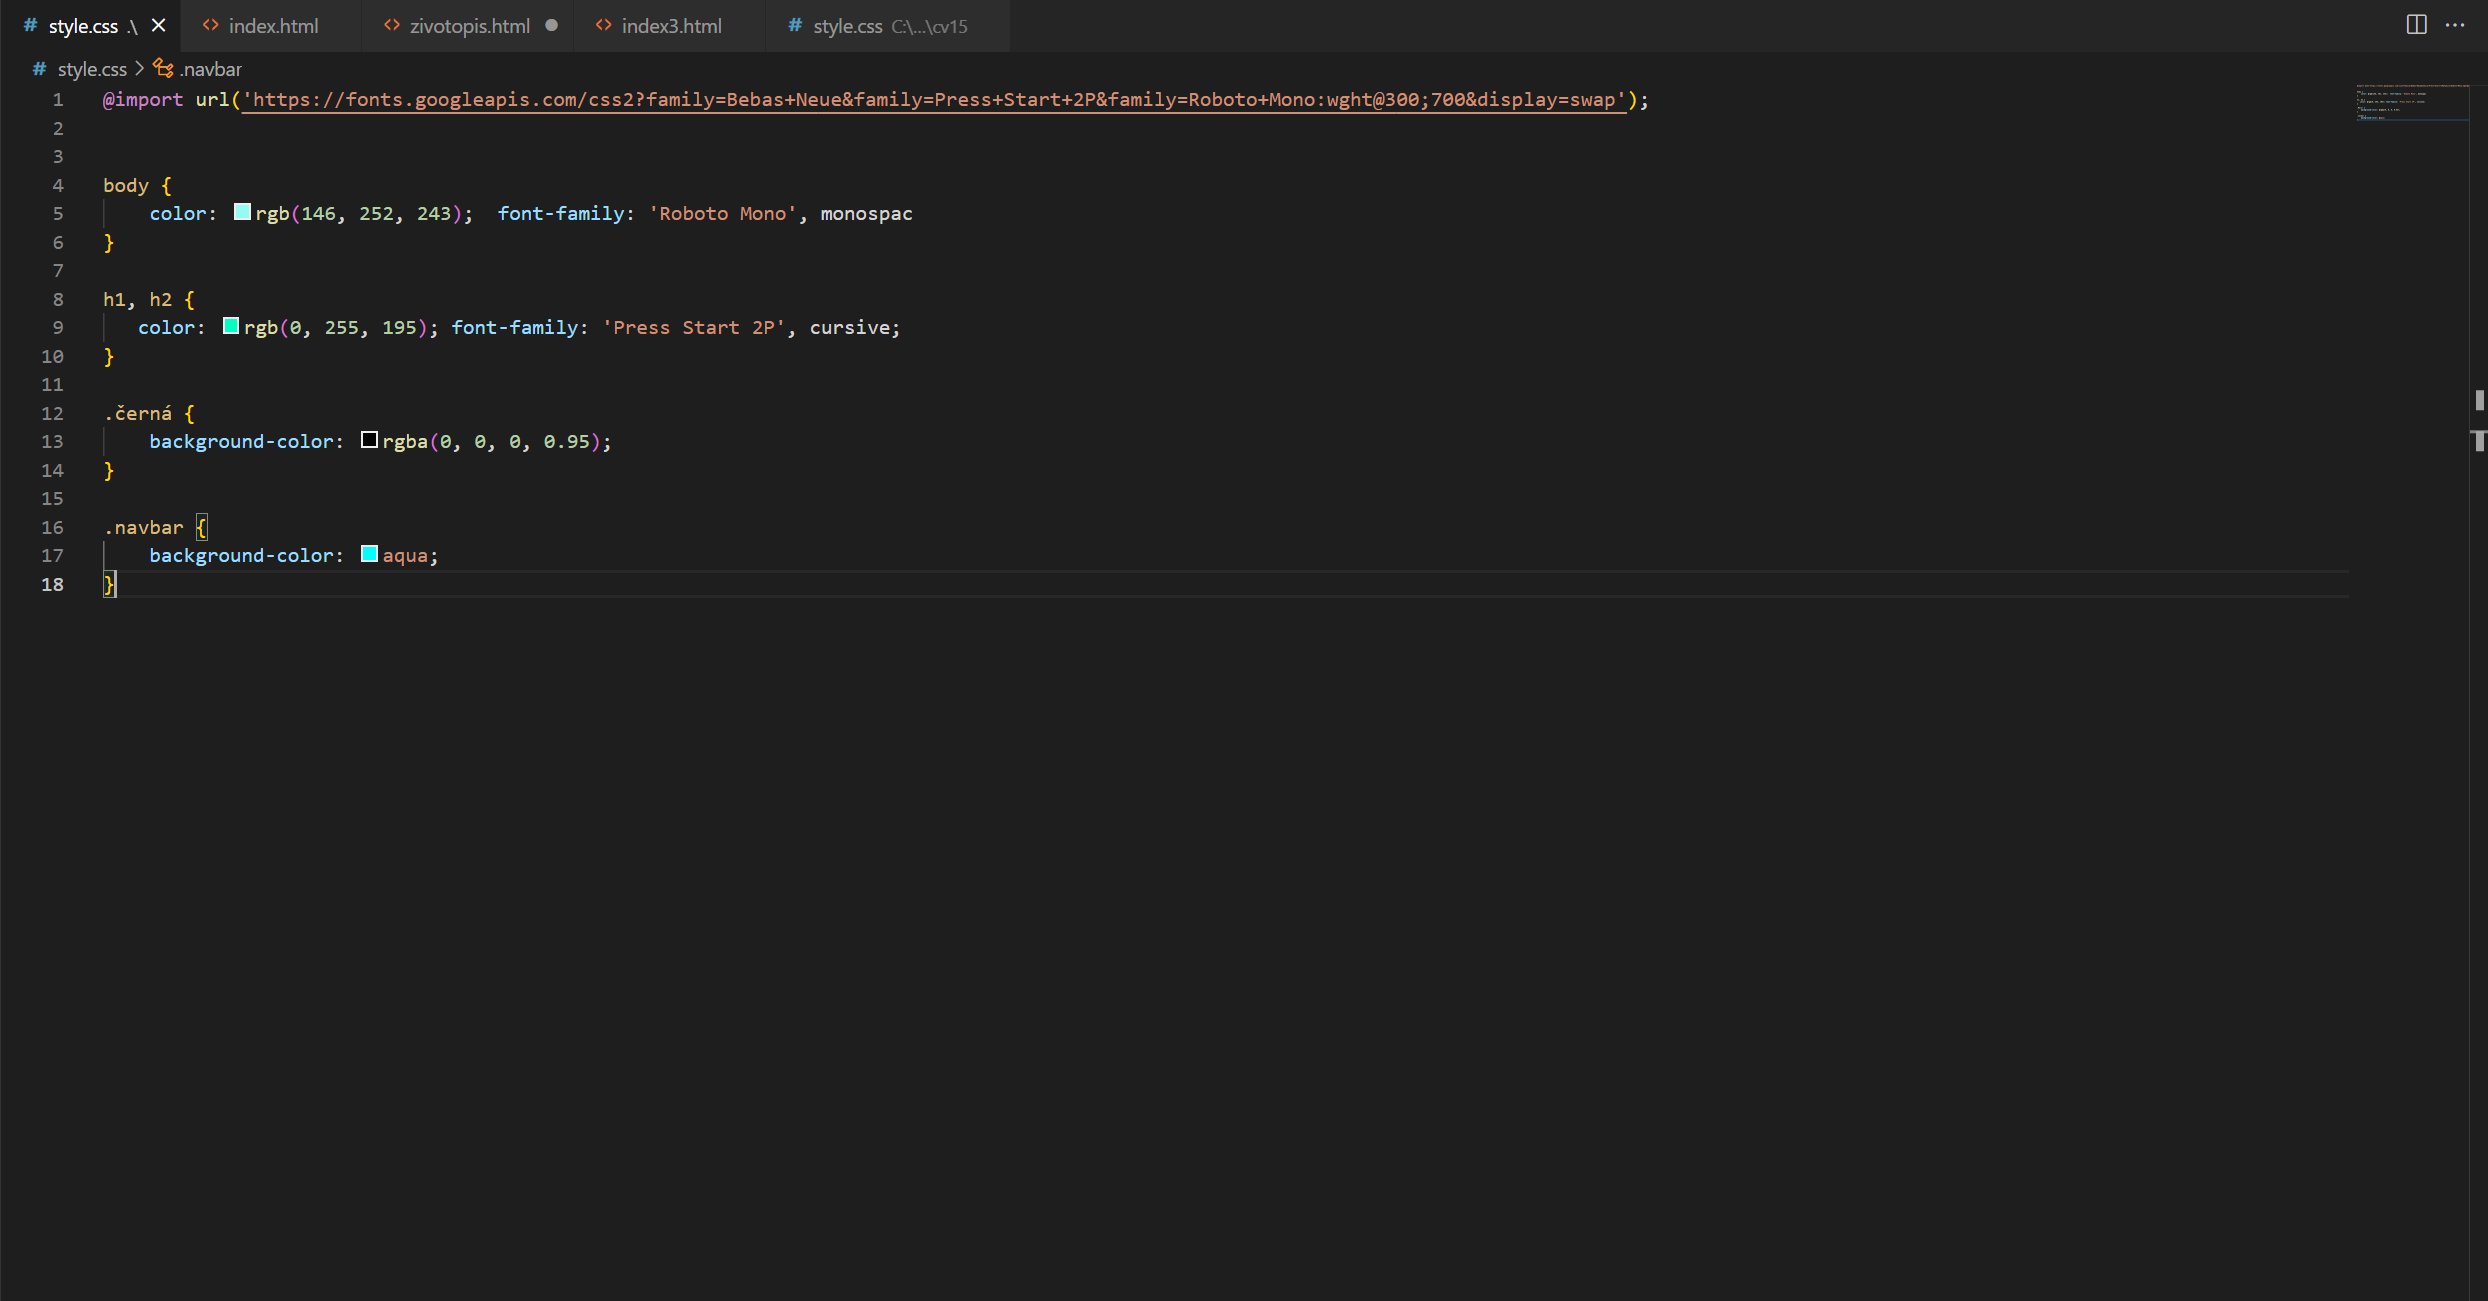 # style.css .\ index.html zivotopis.html index3.html # style.css C:\...\cv15
# style.css > .navbar
1 @import url('https://fonts.googleapis.com/css2?family=Bebas+Neue&family=Press+Start+2P&family=Roboto+Mono:wght@300;700&display=swap');
2
3
4 body {
5 color: rgb(146, 252, 243); font-family: 'Roboto Mono', monospac
6 }
7
8 h1, h2 {
9 color: rgb(0, 255, 195); font-family: 'Press Start 2P', cursive;
10 }
11
12 .černá {
13 background-color: rgba(0, 0, 0, 0.95);
14 }
15
16 .navbar {
17 background-color: aqua;
18 }